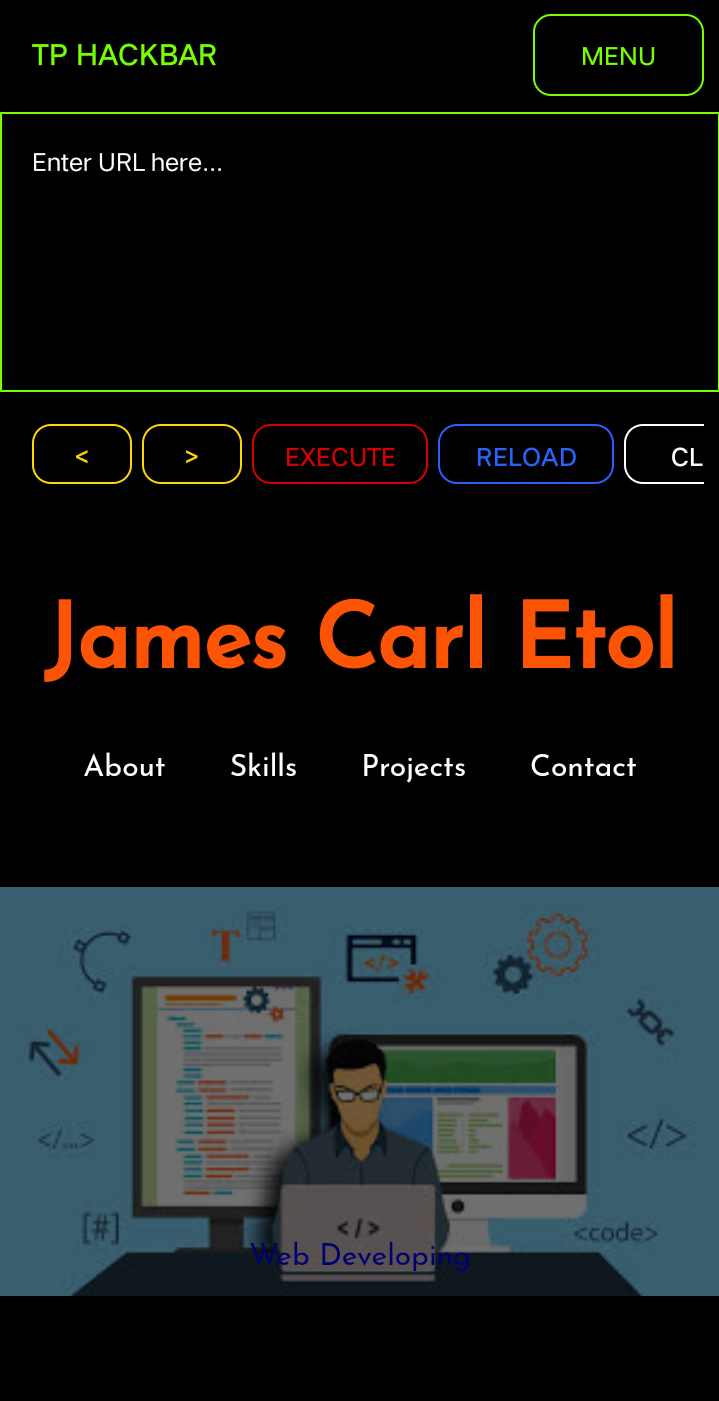 TP HACKBAR
MENU
Enter URL here...
< > EXECUTE RELOAD CL
James Carl Etol
About Skills Projects Contact
T
</>
</...>
</>
[#]
</>
<code>
Web Developing